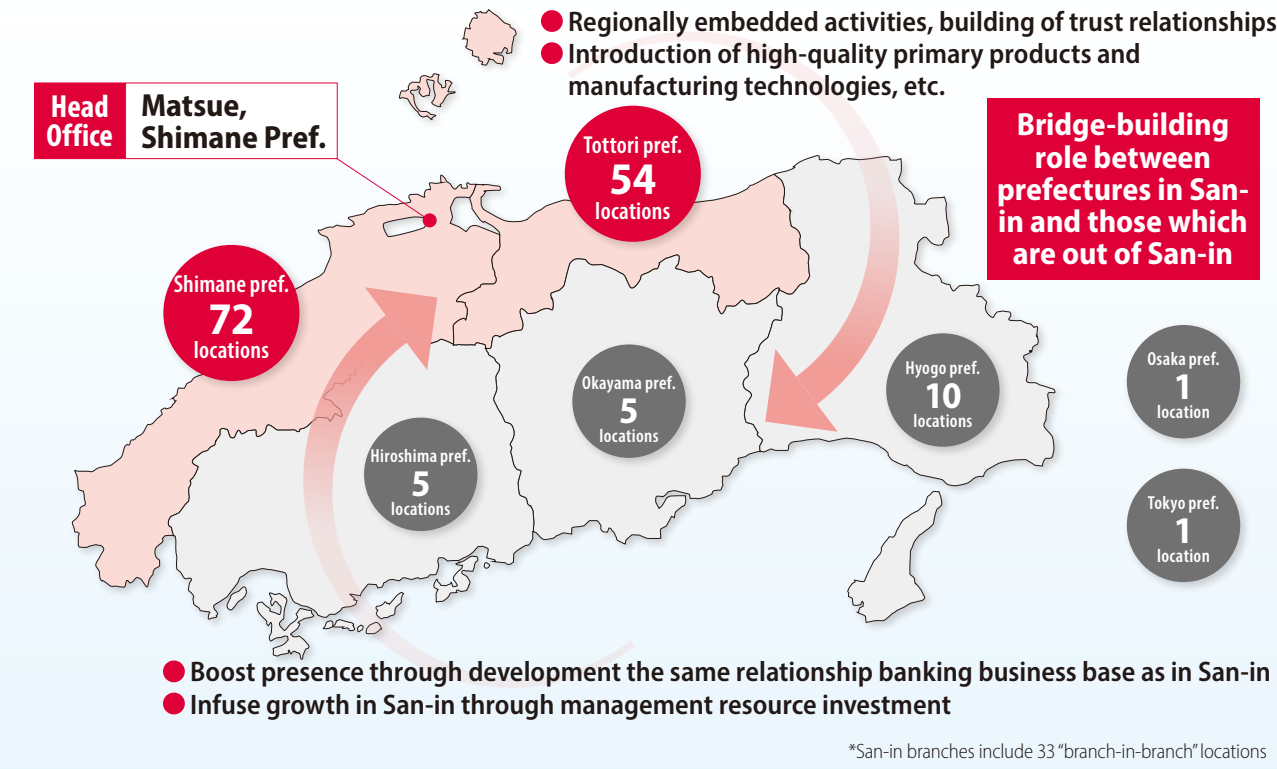 ● Regionally embedded activities, building of trust relationships
● Introduction of high-quality primary products and
manufacturing technologies, etc.
Head
Office
Matsue,
Shimane Pref.
Tottori pref.
54
locations
Bridge-building
role between
prefectures in San-
in and those which
are out of San-in
Shimane pref.
72
locations
Hiroshima pref.
5
locations
Okayama pref.
5
locations
Hyogo pref.
10
locations
Osaka pref.
1
location
Tokyo pref.
1
location
● Boost presence through development the same relationship banking business base as in San-in
● Infuse growth in San-in through management resource investment
*San-in branches include 33 “branch-in-branch” locations